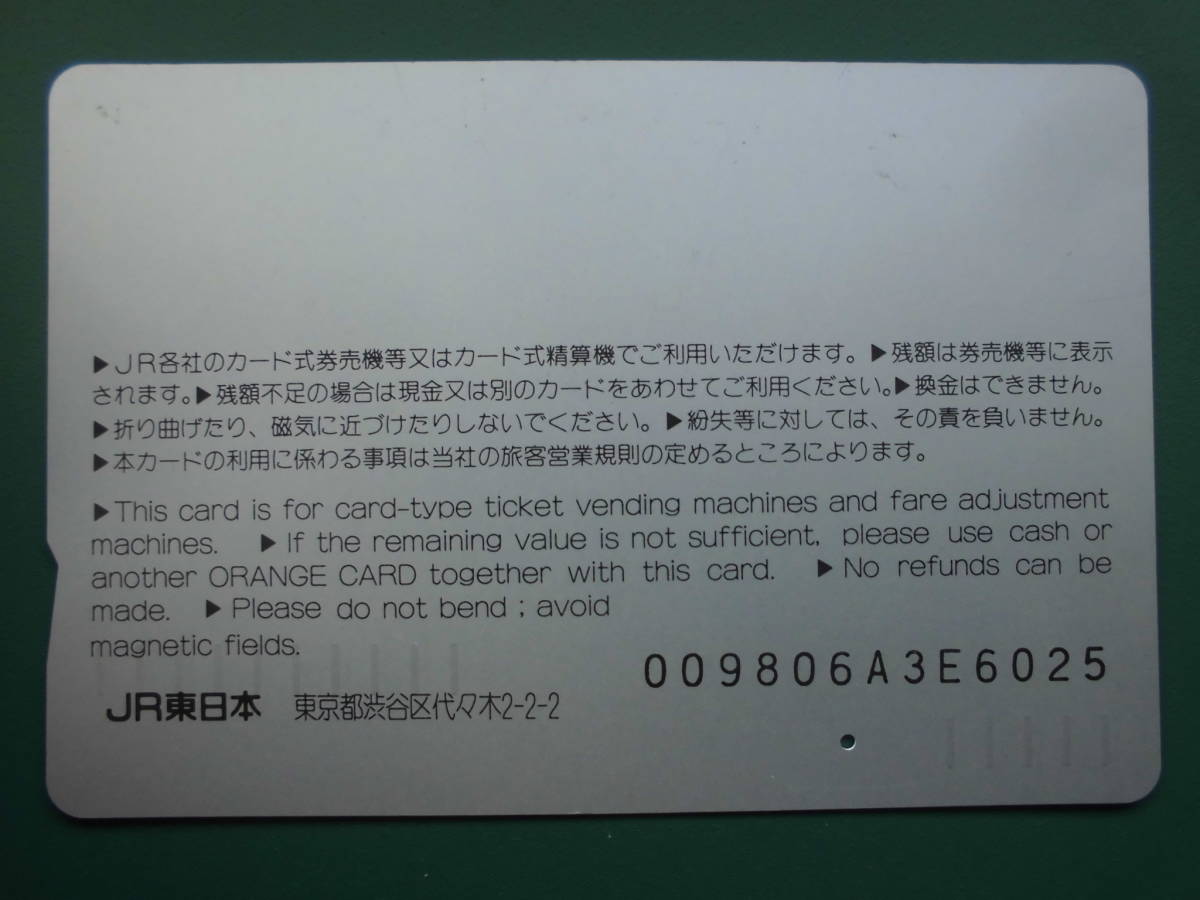 ▶JR各社のカード式券売機等又はカード式精算機でご利用いただけます。▶残額は券売機等に表示
されます。▶残額不足の場合は現金又は別のカードをあわせてご利用ください。▶換金はできません。
▶折り曲げたり、磁気に近づけたりしないでください。▶紛失等に対しては、その責を負いません。
▶本カードの利用に係わる事項は当社の旅客営業規則の定めるところによります。
▶This card is for card-type ticket vending machines and fare adjustment
machines. ▶If the remaining value is not sufficient, please use cash or
another ORANGE CARD together with this card. ▶No refunds can be
made. ▶Please do not bend ; avoid
magnetic fields.
009806A3E6025
JR東日本 東京都渋谷区代々木2-2-2